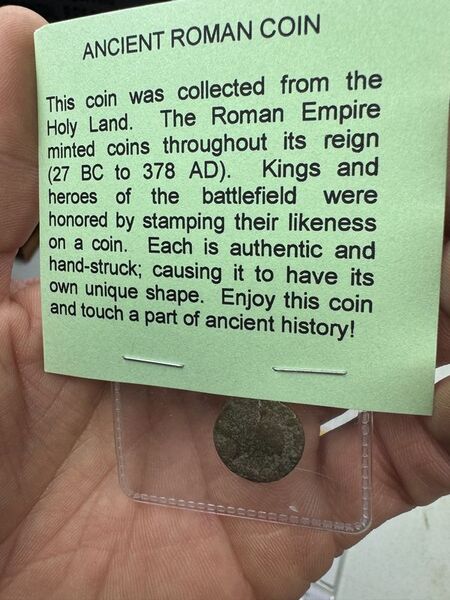 ANCIENT ROMAN COIN
This coin was collected from the
Holy Land. The Roman Empire
minted coins throughout its reign
(27 BC to 378 AD). Kings and
heroes of the battlefield were
honored by stamping their likeness
on a coin. Each is authentic and
hand-struck; causing it to have its
own unique shape. Enjoy this coin
and touch a part of ancient history!